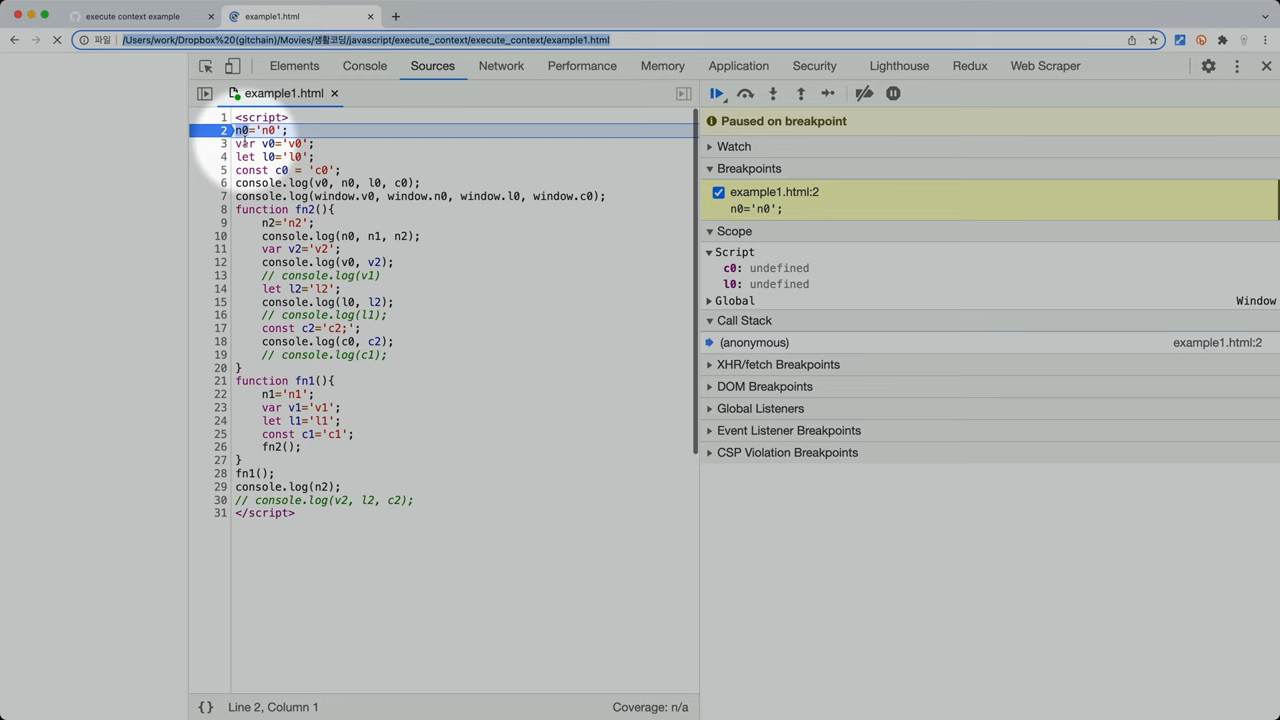 execute context example
example1.html
파일
/Users/work/Dropbox%20(gitchain)/Movies/생활코딩/javascript/execute_context/execute_context/example1.html
Elements Console Sources Network Performance Memory Application Security Lighthouse Redux Web Scraper
example1.html
1 <script>
2 n0='n0';
3 var v0='v0';
4 let l0='l0';
5 const c0 = 'c0';
6 console.log(v0, n0, l0, c0);
7 console.log(window.v0, window.n0, window.l0, window.c0);
8 function fn2(){
9 n2='n2';
10 console.log(n0, n1, n2);
11 var v2='v2';
12 console.log(v0, v2);
13 // console.log(v1)
14 let l2='l2';
15 console.log(l0, l2);
16 // console.log(l1);
17 const c2='c2;';
18 console.log(c0, c2);
19 // console.log(c1);
20 }
21 function fn1(){
22 n1='n1';
23 var v1='v1';
24 let l1='l1';
25 const c1='c1';
26 fn2();
27 }
28 fn1();
29 console.log(n2);
30 // console.log(v2, l2, c2);
31 </script>
{} Line 2, Column 1
Coverage: n/a
Paused on breakpoint
Watch
Breakpoints
example1.html:2
n0='n0';
Scope
Script
c0: undefined
l0: undefined
Global Window
Call Stack
(anonymous) example1.html:2
XHR/fetch Breakpoints
DOM Breakpoints
Global Listeners
Event Listener Breakpoints
CSP Violation Breakpoints